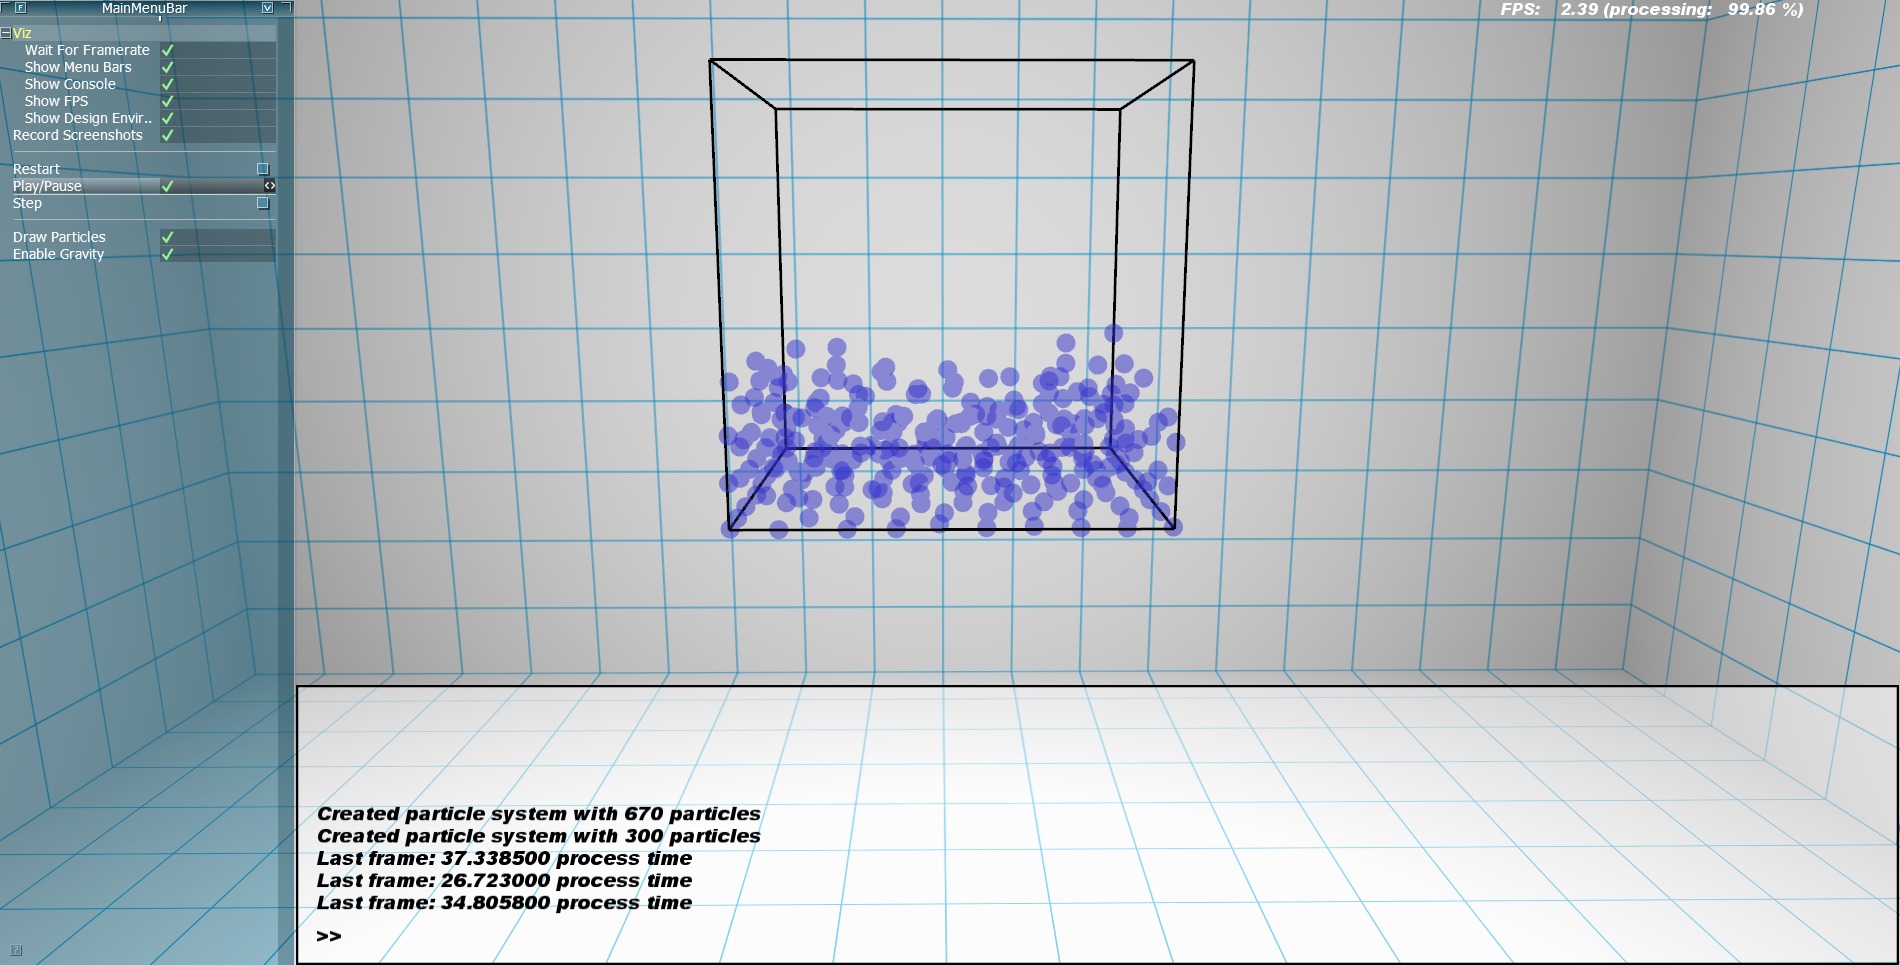 MainMenuBar
FPS: 2.39 (processing: 99.86 %)
Viz
Wait For Framerate
Show Menu Bars
Show Console
Show FPS
Show Design Envir..
Record Screenshots
Restart
Play/Pause
Step
Draw Particles
Enable Gravity
Created particle system with 670 particles
Created particle system with 300 particles
Last frame: 37.338500 process time
Last frame: 26.723000 process time
Last frame: 34.805800 process time
>>